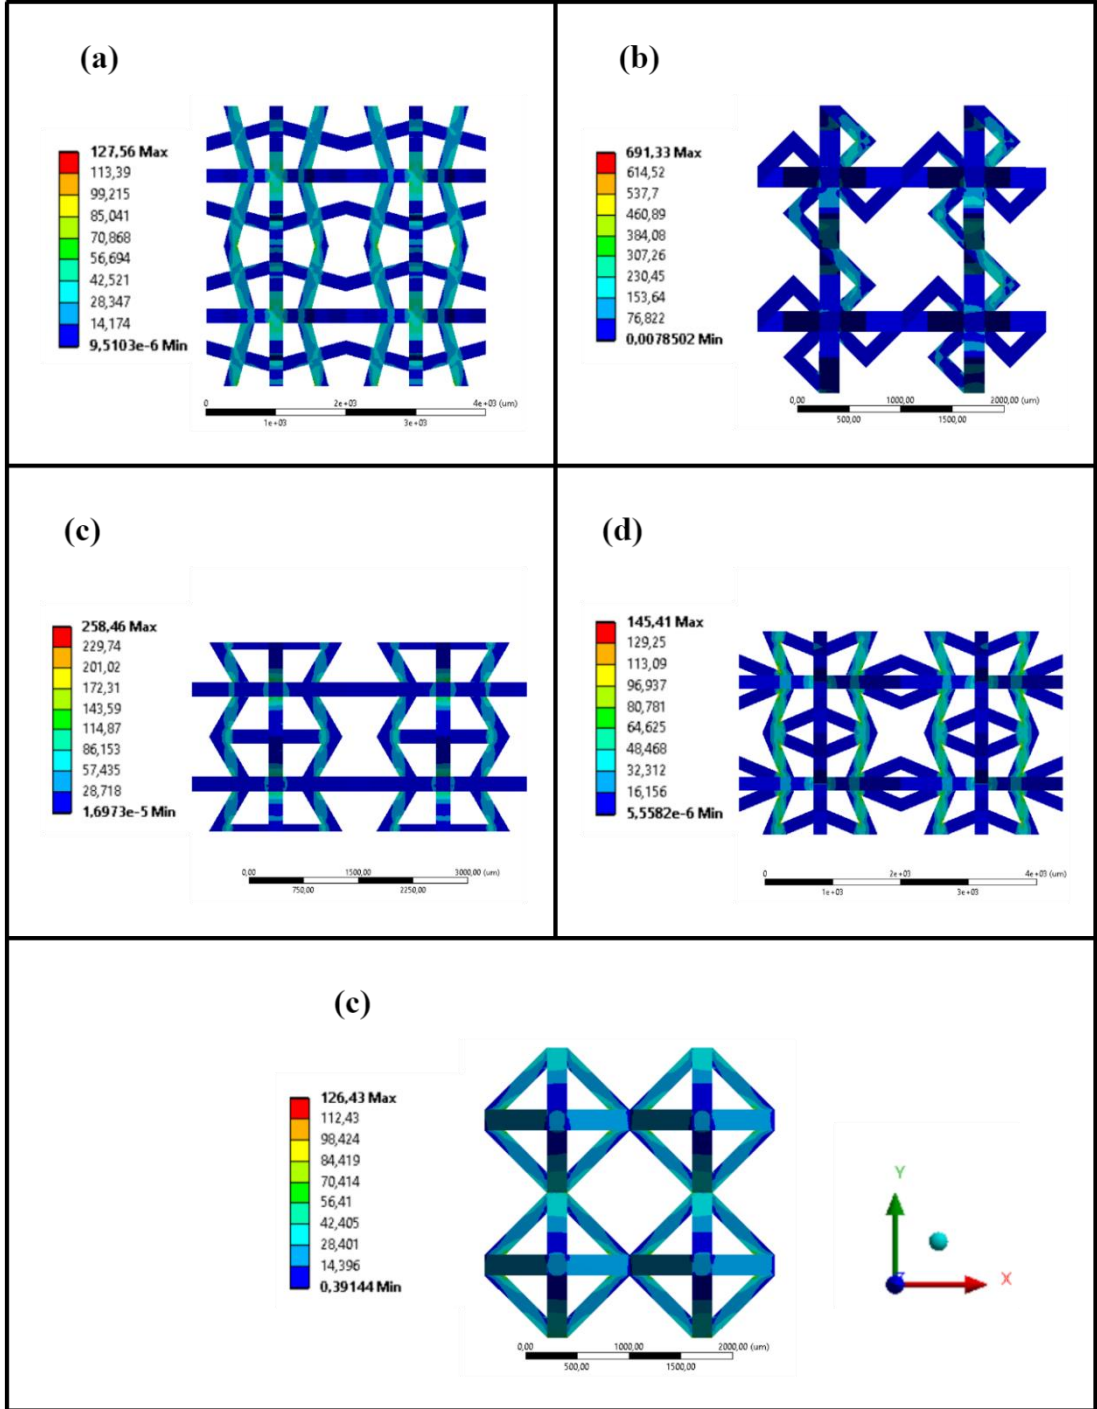 (a)
127,56 Max
113,39
99,215
85,041
70,868
56,694
42,521
28,347
14,174
9,5103e-6 Min
0 2e+03 4e+03 (um)
1e+03 3e+03
(b)
691,33 Max
614,52
537,7
460,89
384,08
307,26
230,45
153,64
76,822
0,0078502 Min
0,00 1000,00 2000,00 (um)
500,00 1500,00
(c)
258,46 Max
229,74
201,02
172,31
143,59
114,87
86,153
57,435
28,718
1,6973e-5 Min
0,00 1500,00 3000,00 (um)
750,00 2250,00
(d)
145,41 Max
129,25
113,09
96,937
80,781
64,625
48,468
32,312
16,156
5,5582e-6 Min
0 2e+03 4e+03 (um)
1e+03 3e+03
(c)
126,43 Max
112,43
98,424
84,419
70,414
56,41
42,405
28,401
14,396
0,39144 Min
0,00 1000,00 2000,00 (um)
500,00 1500,00
Y
Z
X